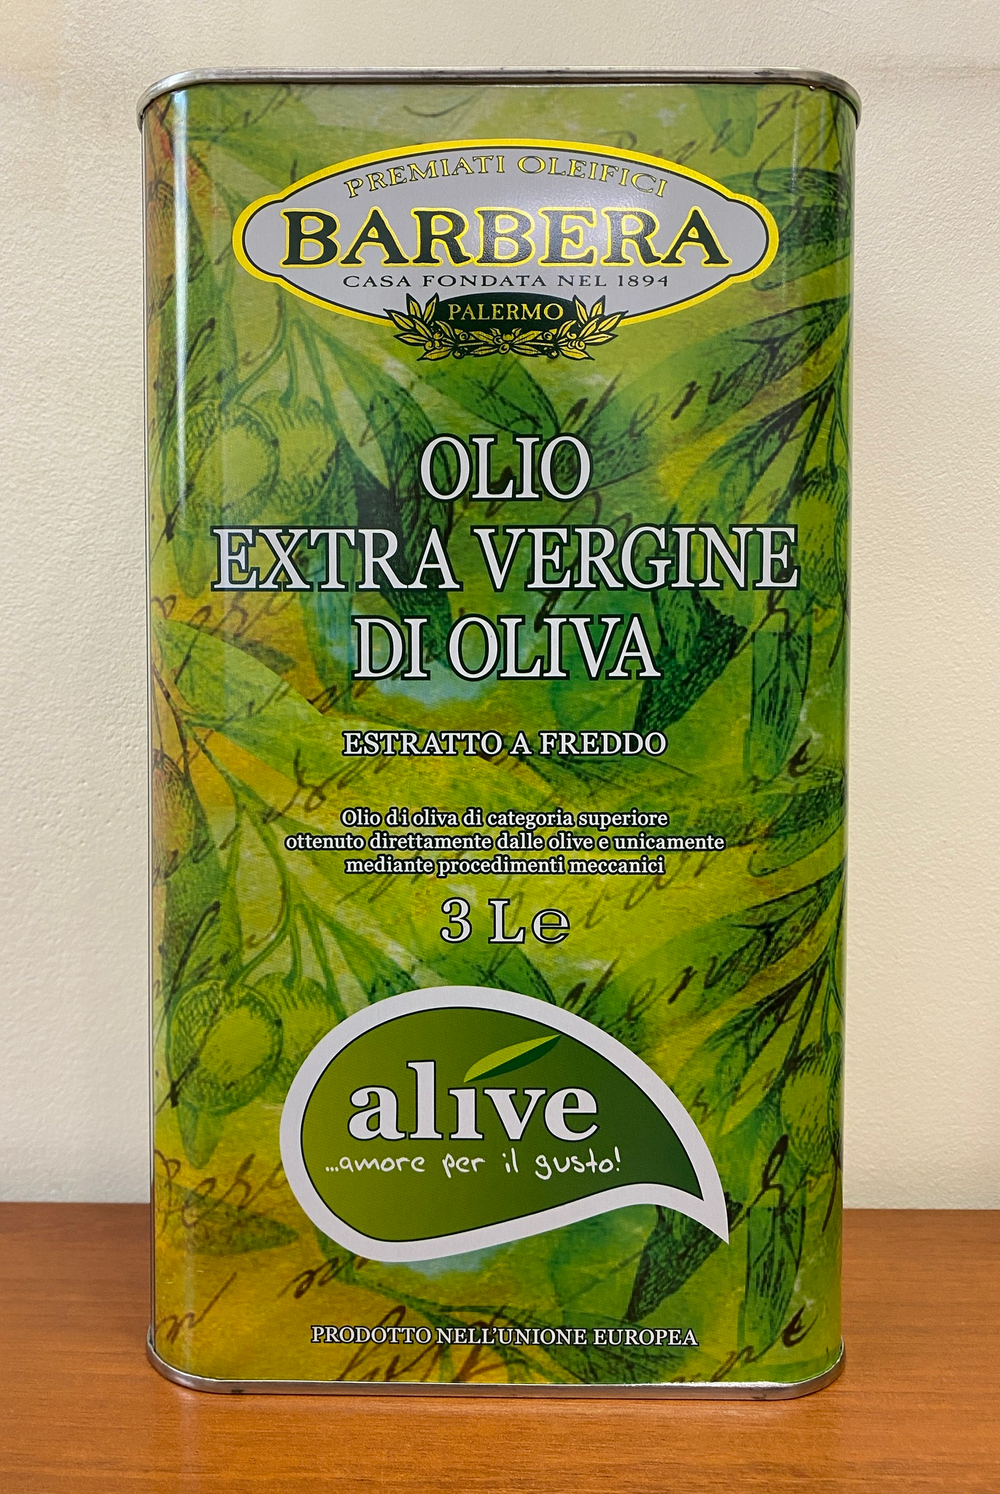 PREMIATI OLEIFICI
BARBERA
CASA FONDATA NEL 1894
PALERMO
OLIO
EXTRA VERGINE
DI OLIVA
ESTRATTO A FREDDO
Olio di oliva di categoria superiore
ottenuto direttamente dalle olive e unicamente
mediante procedimenti meccanici
3 L e
alive
...amore per il gusto!
PRODOTTO NELL'UNIONE EUROPEA